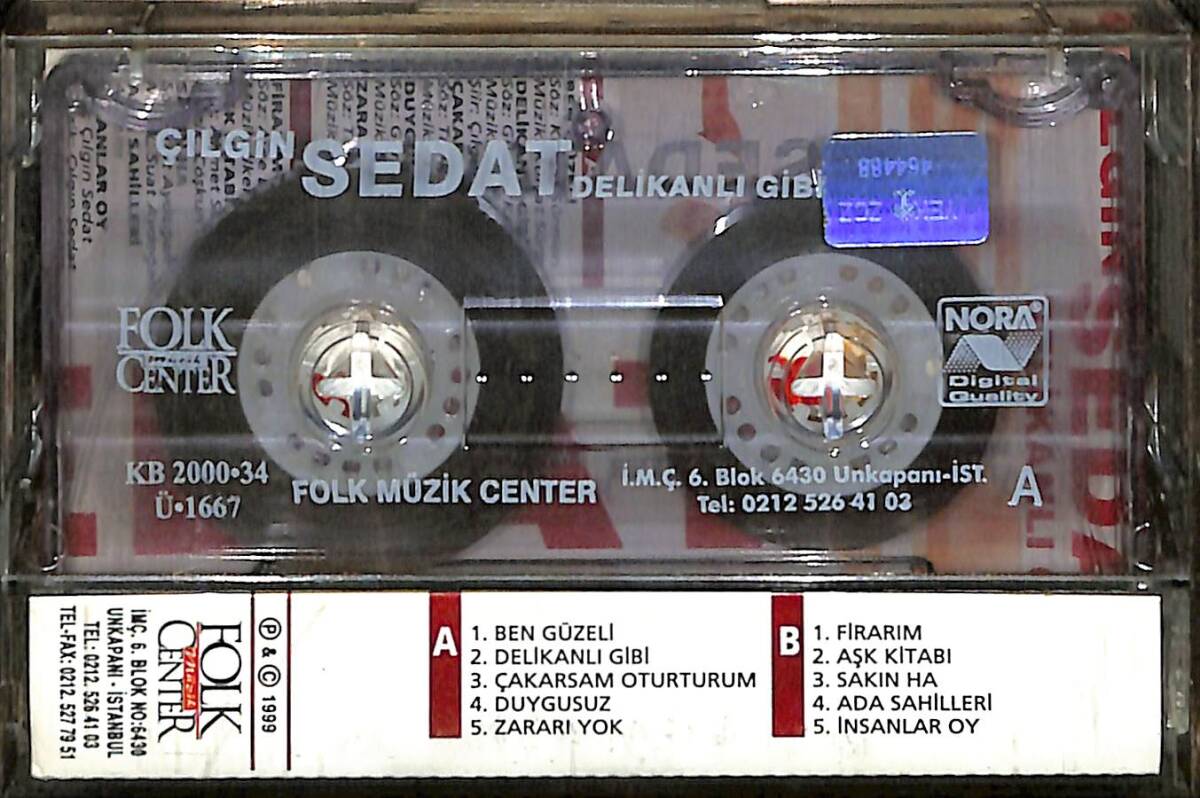 ÇILGIN SEDAT DELİKANLI GİBİ
464488
FOLK
müzik
CENTER
NORA®
Digital
Quality
KB 2000•34
Ü•1667
FOLK MÜZİK CENTER
İ.M.Ç. 6. Blok 6430 Unkapanı-İST.
Tel: 0212 526 41 03
A
FOLK
müzik
CENTER
İMÇ. 6. BLOK NO:6430
UNKAPANI - İSTANBUL
TEL: 0212. 526 41 03
TEL-FAX: 0212. 527 79 51
Ⓟ & © 1999
A
1. BEN GÜZELİ
2. DELİKANLI GİBİ
3. ÇAKARSAM OTURTURUM
4. DUYGUSUZ
5. ZARARI YOK
B
1. FİRARIM
2. AŞK KİTABI
3. SAKIN HA
4. ADA SAHİLLERİ
5. İNSANLAR OY